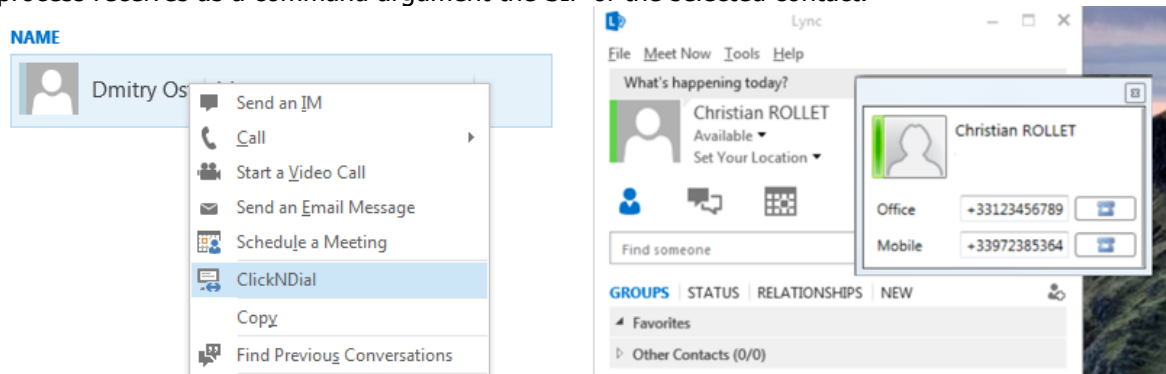 process receives as a command argument the SIP of the selected contact.
NAME
Dmitry
Send an IM
Call
Start a Video Call
Send an Email Message
Schedule a Meeting
ClickNDial
Copy
Find Previous Conversations
Lync
File Meet Now Tools Help
What's happening today?
Christian ROLLET
Available
Set Your Location
Find someone
GROUPS STATUS RELATIONSHIPS NEW
Favorites
Other Contacts (0/0)
Christian ROLLET
Office +33123456789
Mobile +33972385364